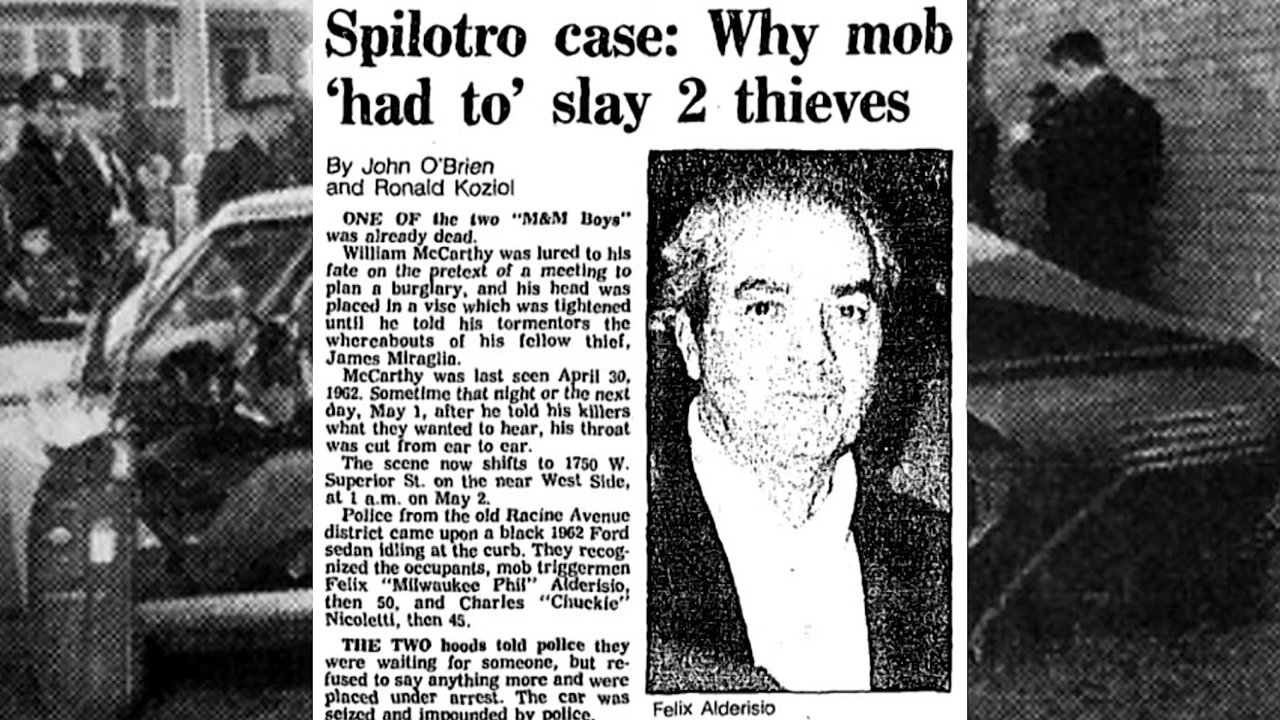 Spilotro case: Why mob
‘had to’ slay 2 thieves
By John O’Brien
and Ronald Koziol
ONE OF the two “M&M Boys”
was already dead.
William McCarthy was lured to his
fate on the pretext of a meeting to
plan a burglary, and his head was
placed in a vise which was tightened
until he told his tormentors the
whereabouts of his fellow thief,
James Miraglia.
McCarthy was last seen April 30,
1962. Sometime that night or the next
day, May 1, after he told his killers
what they wanted to hear, his throat
was cut from ear to ear.
The scene now shifts to 1750 W.
Superior St. on the near West Side,
at 1 a.m. on May 2.
Police from the old Racine Avenue
district came upon a black 1962 Ford
sedan idling at the curb. They recog-
nized the occupants, mob triggermen
Felix “Milwaukee Phil” Alderisio,
then 50, and Charles “Chuckie”
Nicoletti, then 45.
THE TWO hoods told police they
were waiting for someone, but re-
fused to say anything more and were
placed under arrest. The car was
seized and impounded by police.
Felix Alderisio